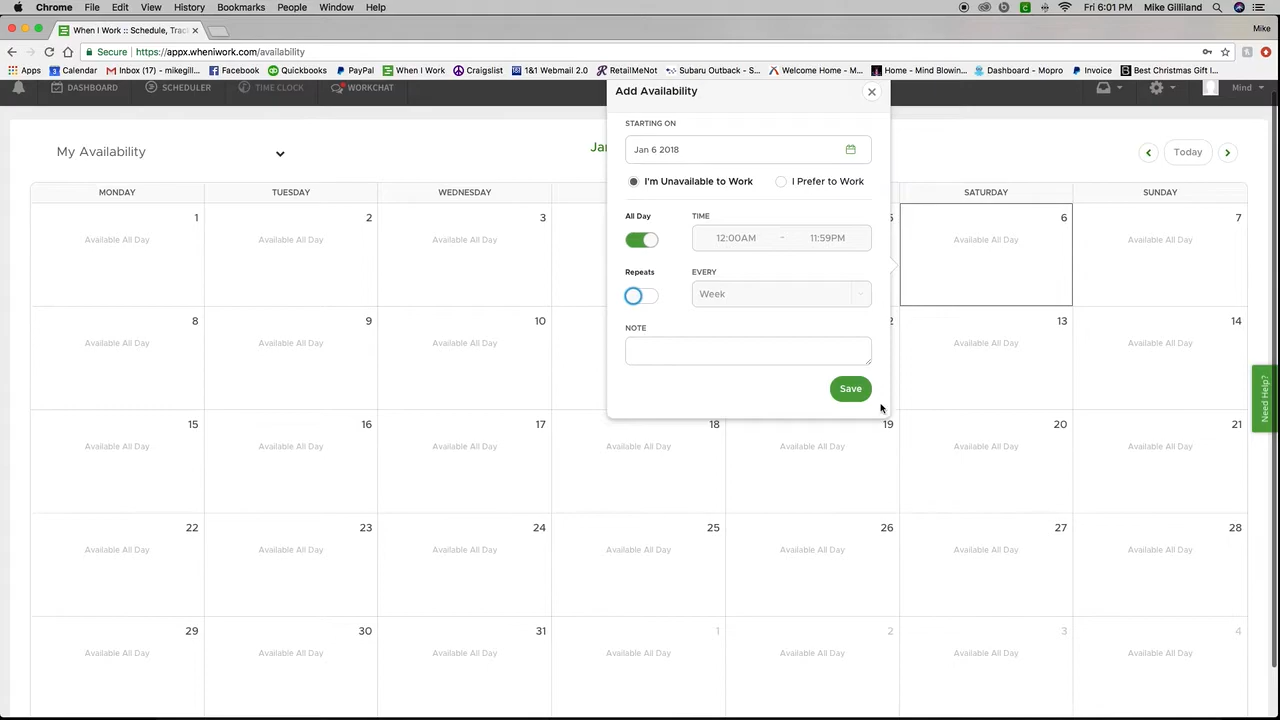 Chrome File Edit View History Bookmarks People Window Help Fri 6:01 PM Mike Gilliland
When I Work :: Schedule, Trac Mike
Secure https://appx.wheniwork.com/availability
Apps Calendar Inbox (17) - mikegill... Facebook Quickbooks PayPal When I Work Craigslist 1&1 Webmail 2.0 RetailMeNot Subaru Outback - S... Welcome Home - M... Home - Mind Blowin... Dashboard - Mopro Invoice Best Christmas Gift I...
DASHBOARD SCHEDULER TIME CLOCK WORKCHAT Mind
Add Availability
STARTING ON
Jan 6 2018
I'm Unavailable to Work I Prefer to Work
All Day TIME
12:00AM - 11:59PM
Repeats EVERY
Week
NOTE
Save
My Availability Jan Today
MONDAY TUESDAY WEDNESDAY SATURDAY SUNDAY
1 2 3 5 6 7
Available All Day Available All Day Available All Day Available All Day Available All Day
8 9 10 12 13 14
Available All Day Available All Day Available All Day Available All Day Available All Day
15 16 17 18 19 20 21
Available All Day Available All Day Available All Day Available All Day Available All Day Available All Day Available All Day
22 23 24 25 26 27 28
Available All Day Available All Day Available All Day Available All Day Available All Day Available All Day Available All Day
29 30 31 1 2 3 4
Available All Day Available All Day Available All Day Available All Day Available All Day Available All Day Available All Day
Need Help?